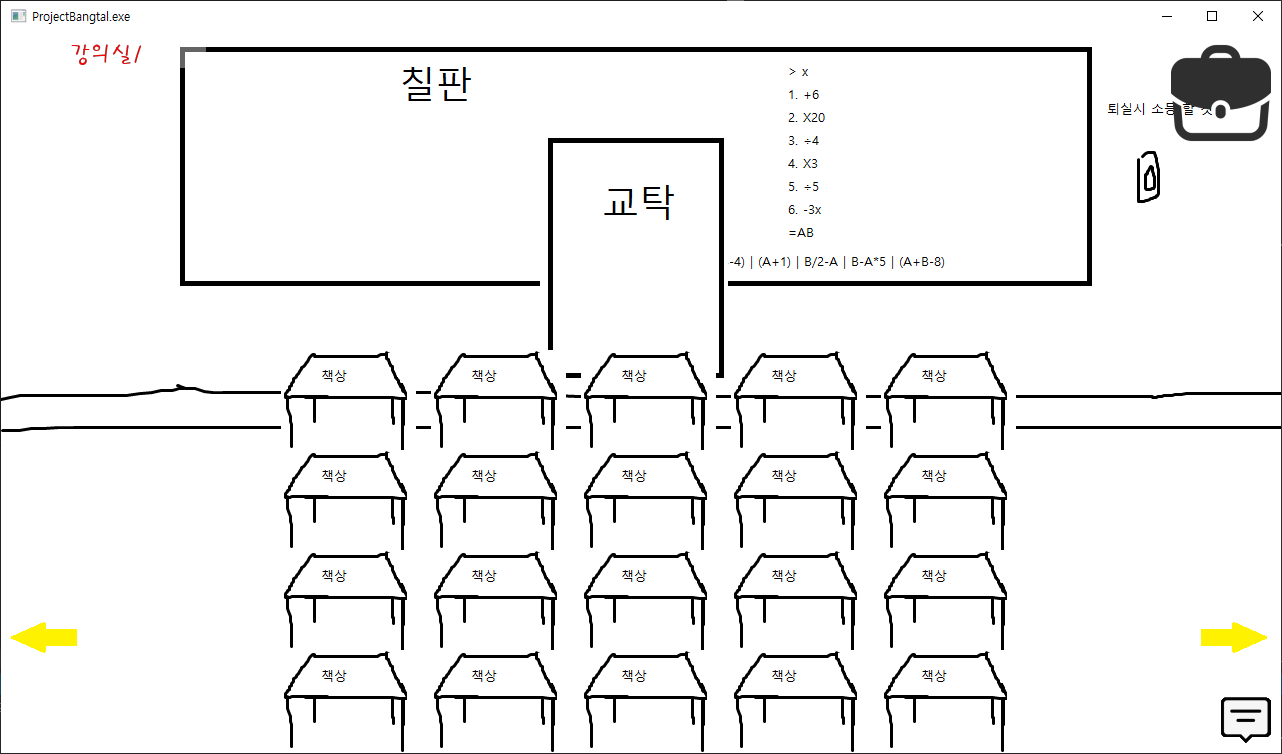 ProjectBangtal.exe
강의실1
칠판
> x
1. +6
2. X20
3. ÷4
4. X3
5. ÷5
6. -3x
=AB
-4) | (A+1) | B/2-A | B-A*5 | (A+B-8)
퇴실시 소등 할 것
교탁
책상 책상 책상 책상 책상
책상 책상 책상 책상 책상
책상 책상 책상 책상 책상
책상 책상 책상 책상 책상